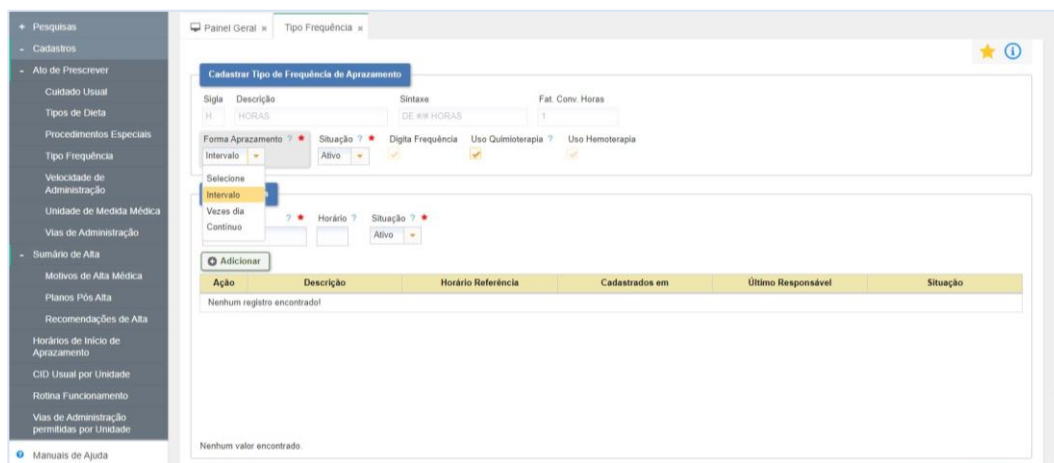 + Pesquisas
- Cadastros
- Ato de Prescrever
Cuidado Usual
Tipos de Dieta
Procedimentos Especiais
Tipo Frequência
Velocidade de
Administração
Unidade de Medida Médica
Vias de Administração
- Sumário de Alta
Motivos de Alta Médica
Planos Pós Alta
Recomendações de Alta
Horários de Início de
Aprazamento
CID Usual por Unidade
Rotina Funcionamento
Vias de Administração
permitidas por Unidade
Manuais de Ajuda
Painel Geral × Tipo Frequência ×
Cadastrar Tipo de Frequência de Aprazamento
Sigla Descrição Sintaxe Fat. Conv. Horas
H HORAS DE ## HORAS 1
Forma Aprazamento ? * Situação ? * Digita Frequência Uso Quimioterapia ? Uso Hemoterapia
Intervalo Ativo
Selecione
Intervalo
Vezes dia
Contínuo
? * Horário ? Situação ? *
Ativo
Adicionar
Ação Descrição Horário Referência Cadastrados em Último Responsável Situação
Nenhum registro encontrado!
Nenhum valor encontrado.